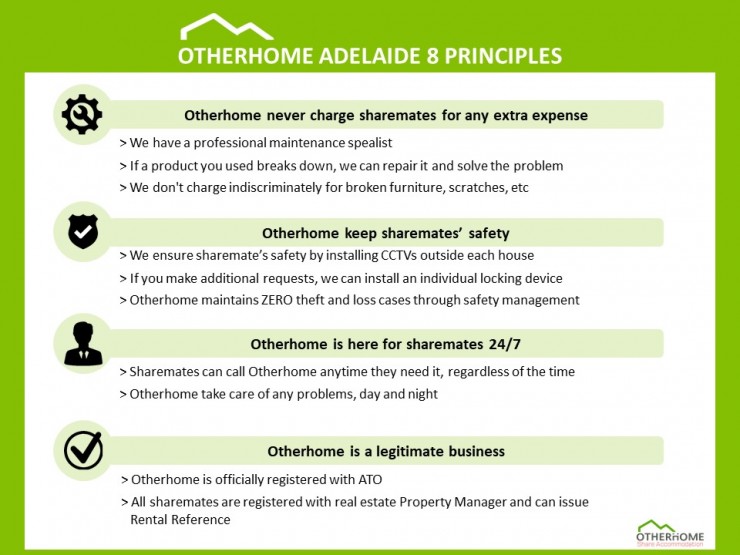 OTHERHOME ADELAIDE 8 PRINCIPLES
Otherhome never charge sharemates for any extra expense
> We have a professional maintenance spealist
> If a product you used breaks down, we can repair it and solve the problem
> We don't charge indiscriminately for broken furniture, scratches, etc
Otherhome keep sharemates' safety
> We ensure sharemate's safety by installing CCTVs outside each house
> If you make additional requests, we can install an individual locking device
> Otherhome maintains ZERO theft and loss cases through safety management
Otherhome is here for sharemates 24/7
> Sharemates can call Otherhome anytime they need it, regardless of the time
> Otherhome take care of any problems, day and night
Otherhome is a legitimate business
> Otherhome is officially registered with ATO
> All sharemates are registered with real estate Property Manager and can issue
Rental Reference
OTHERHOME
Share Accommodation